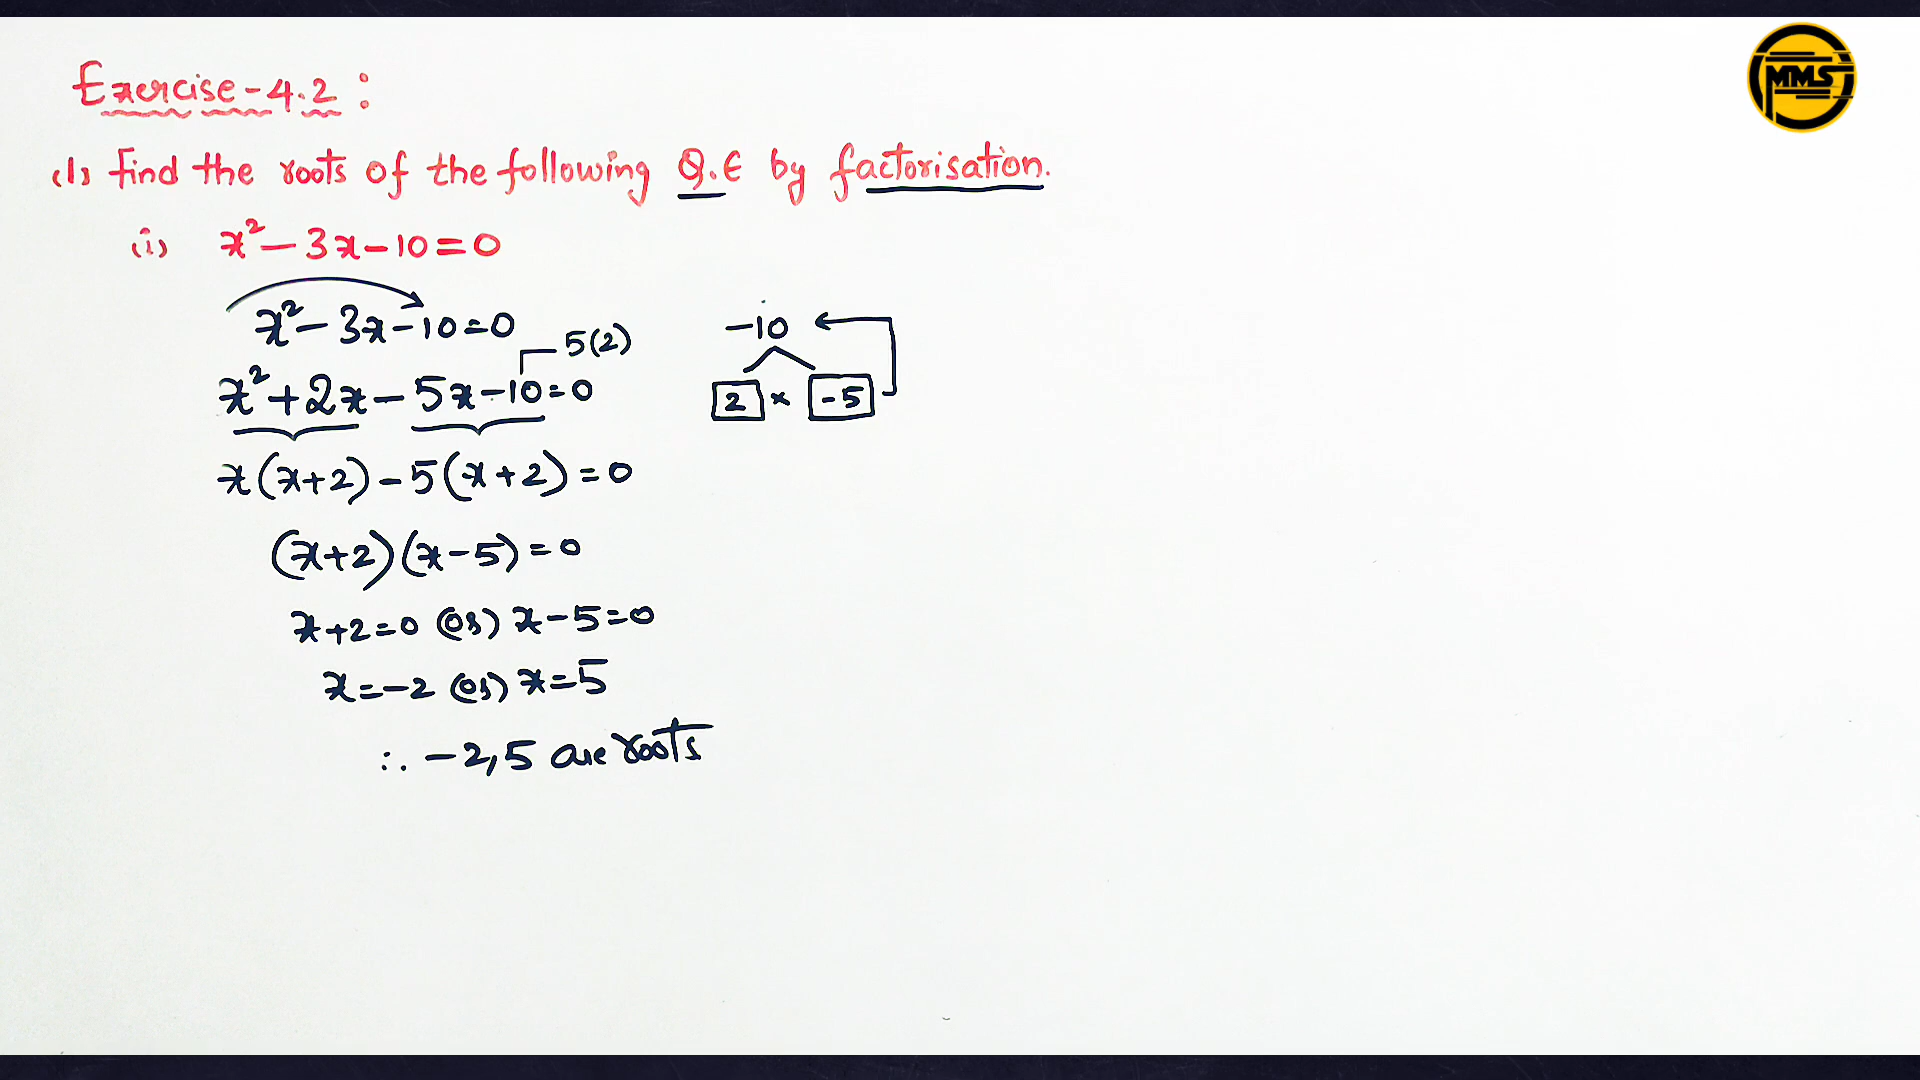 Exercise-4.2:
(1) Find the roots of the following Q.E by factorisation.
(i) x²-3x-10=0
x²-3x-10=0
5(2)
x²+2x-5x-10=0
x(x+2)-5(x+2)=0
(x+2)(x-5)=0
x+2=0 (or) x-5=0
x=-2 (or) x=5
∴ -2,5 are roots
-10
2 × -5
MMS